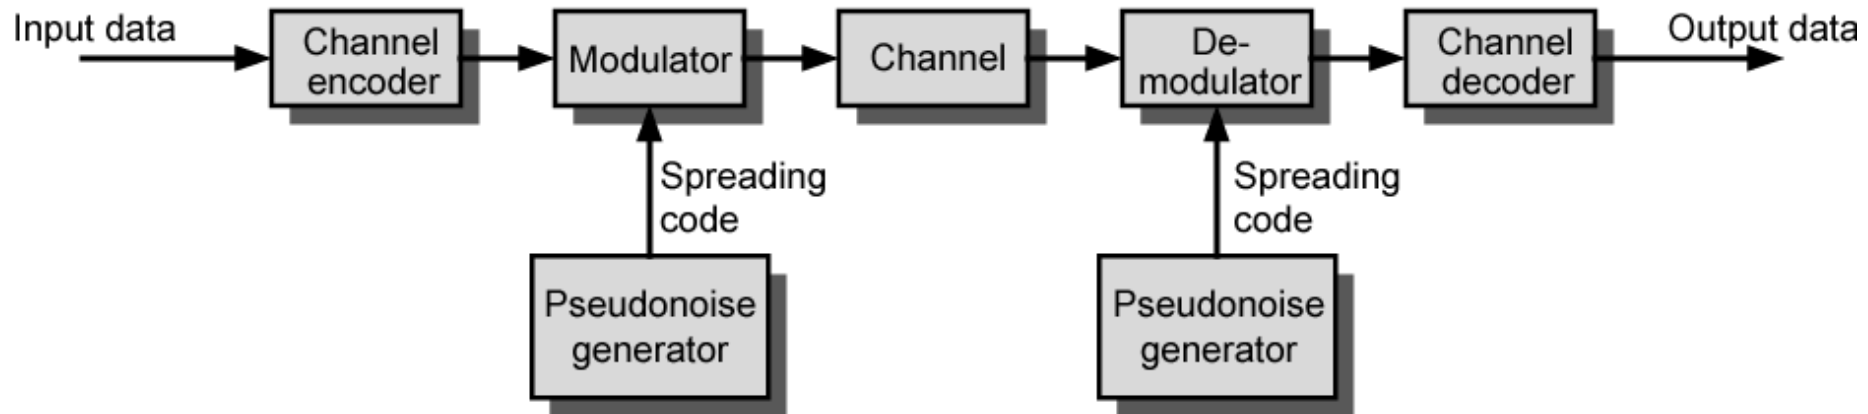 Input data
Channel
encoder
Modulator
Channel
De-
modulator
Channel
decoder
Output data
Spreading
code
Spreading
code
Pseudonoise
generator
Pseudonoise
generator